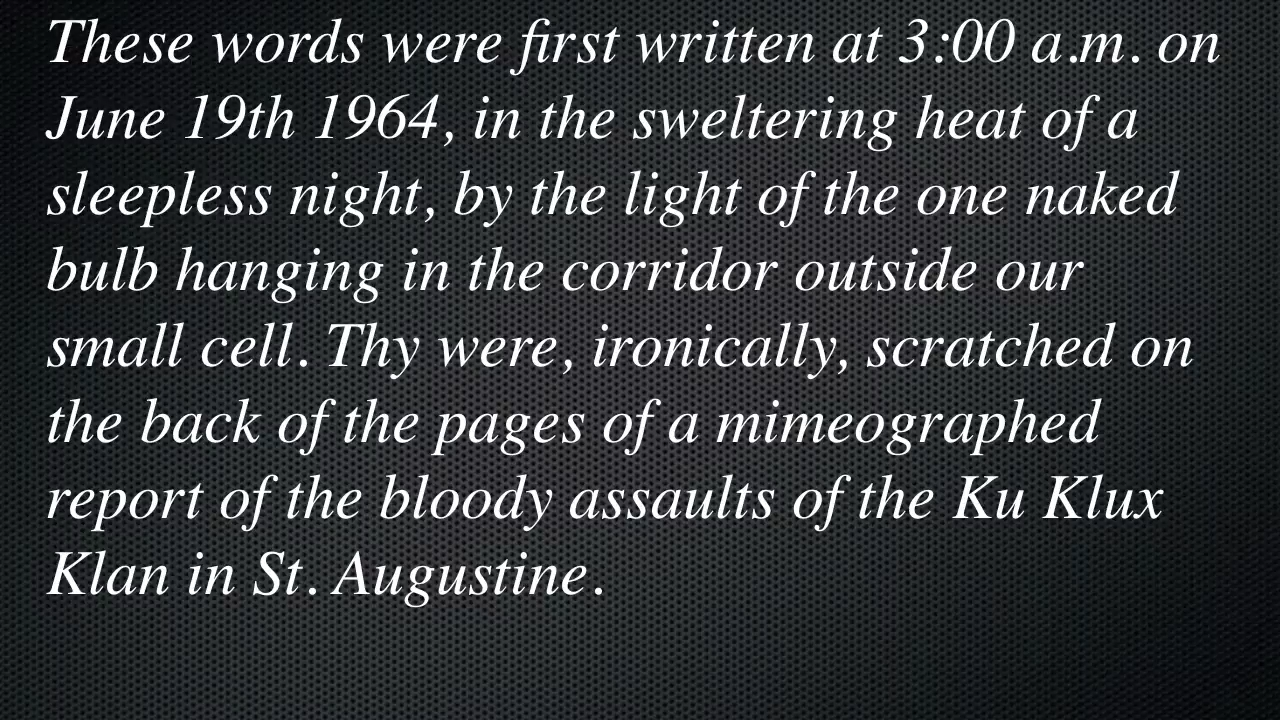 These words were first written at 3:00 a.m. on
June 19th 1964, in the sweltering heat of a
sleepless night, by the light of the one naked
bulb hanging in the corridor outside our
small cell. Thy were, ironically, scratched on
the back of the pages of a mimeographed
report of the bloody assaults of the Ku Klux
Klan in St. Augustine.